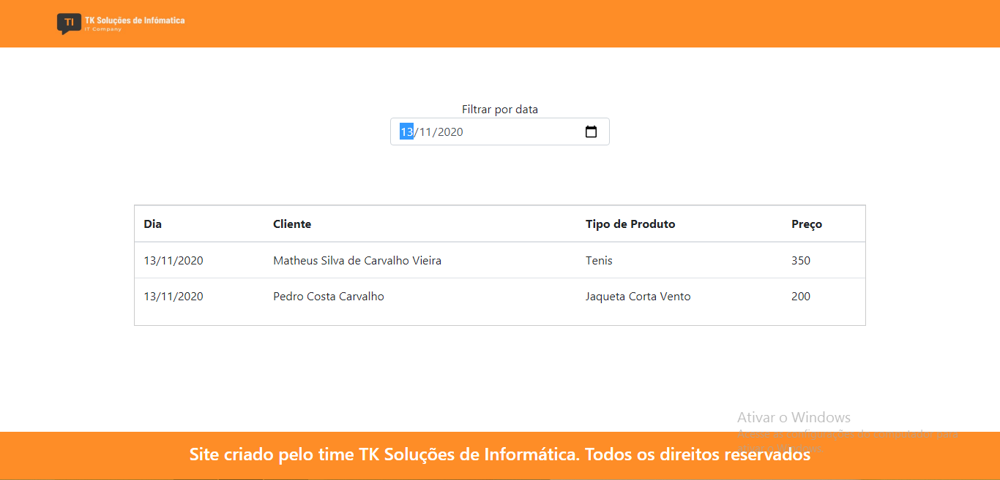 TI
TK Soluções de Infómatica
IT Company
Filtrar por data
13/11/2020
Dia Cliente Tipo de Produto Preço
13/11/2020 Matheus Silva de Carvalho Vieira Tenis 350
13/11/2020 Pedro Costa Carvalho Jaqueta Corta Vento 200
Ativar o Windows
Acesse as configurações do computador para
ativar o Windows.
Site criado pelo time TK Soluções de Informática. Todos os direitos reservados